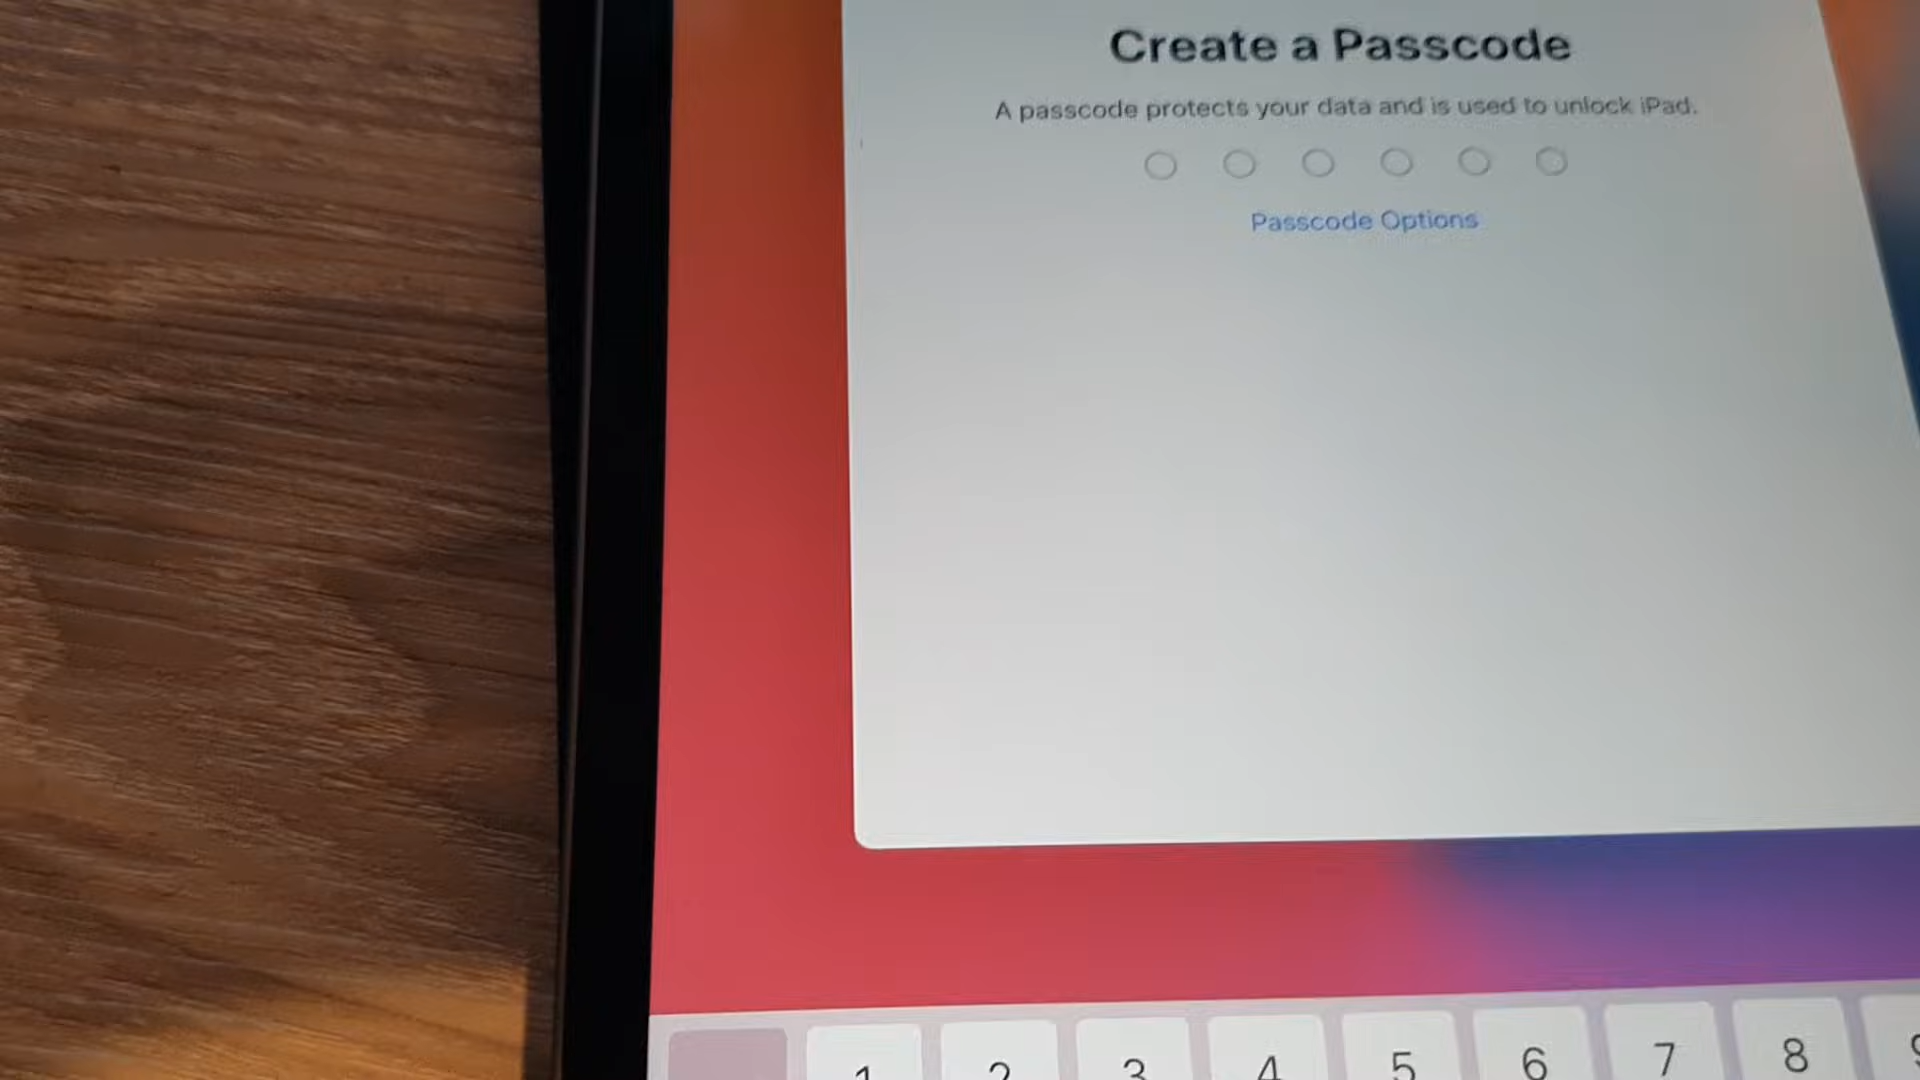 Create a Passcode
A passcode protects your data and is used to unlock iPad.
Passcode Options
1 2 3 4 5 6 7 8 9